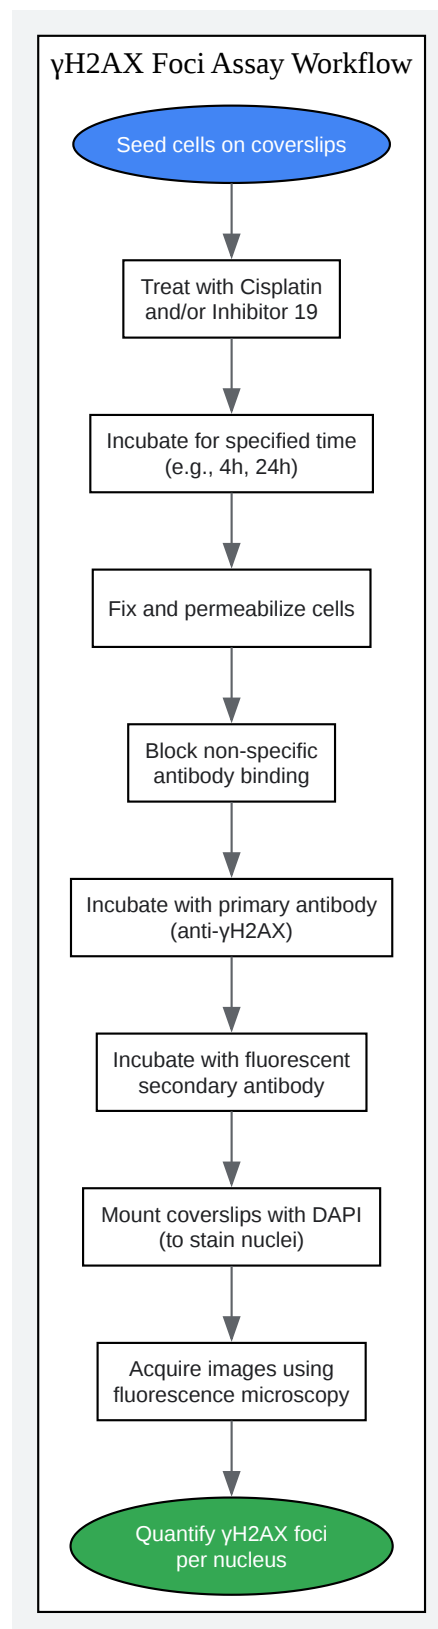 γH2AX Foci Assay Workflow
Seed cells on coverslips
Treat with Cisplatin
and/or Inhibitor 19
Incubate for specified time
(e.g., 4h, 24h)
Fix and permeabilize cells
Block non-specific
antibody binding
Incubate with primary antibody
(anti-γH2AX)
Incubate with fluorescent
secondary antibody
Mount coverslips with DAPI
(to stain nuclei)
Acquire images using
fluorescence microscopy
Quantify γH2AX foci
per nucleus